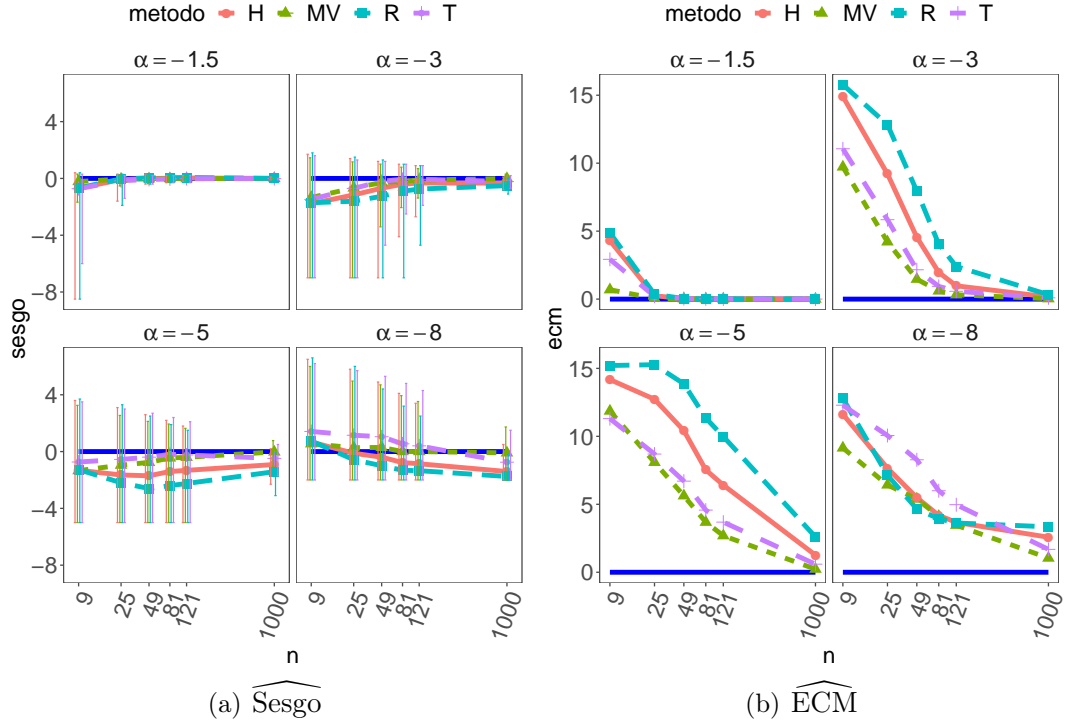 metodo H MV R T
α = −1.5 α = −3
4
0
−4
−8
sesgo
α = −5 α = −8
4
0
−4
−8
9 25 49 81 121 1000 9 25 49 81 121 1000
n
(a) Sesgo
metodo H MV R T
α = −1.5 α = −3
15
10
5
0
ecm
α = −5 α = −8
15
10
5
0
9 25 49 81 121 1000 9 25 49 81 121 1000
n
(b) ECM